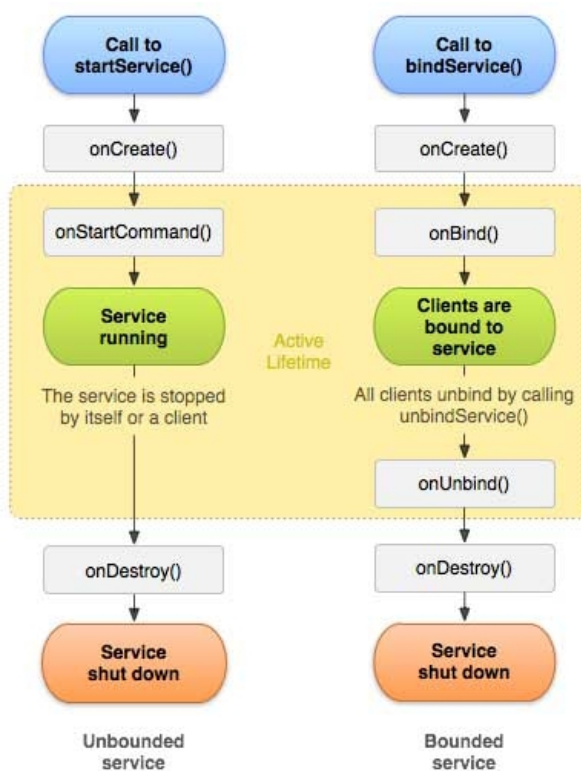 Call to
startService()
onCreate()
onStartCommand()
Service
running
The service is stopped
by itself or a client
onDestroy()
Service
shut down
Unbounded
service
Active
Lifetime
Call to
bindService()
onCreate()
onBind()
Clients are
bound to
service
All clients unbind by calling
unbindService()
onUnbind()
onDestroy()
Service
shut down
Bounded
service